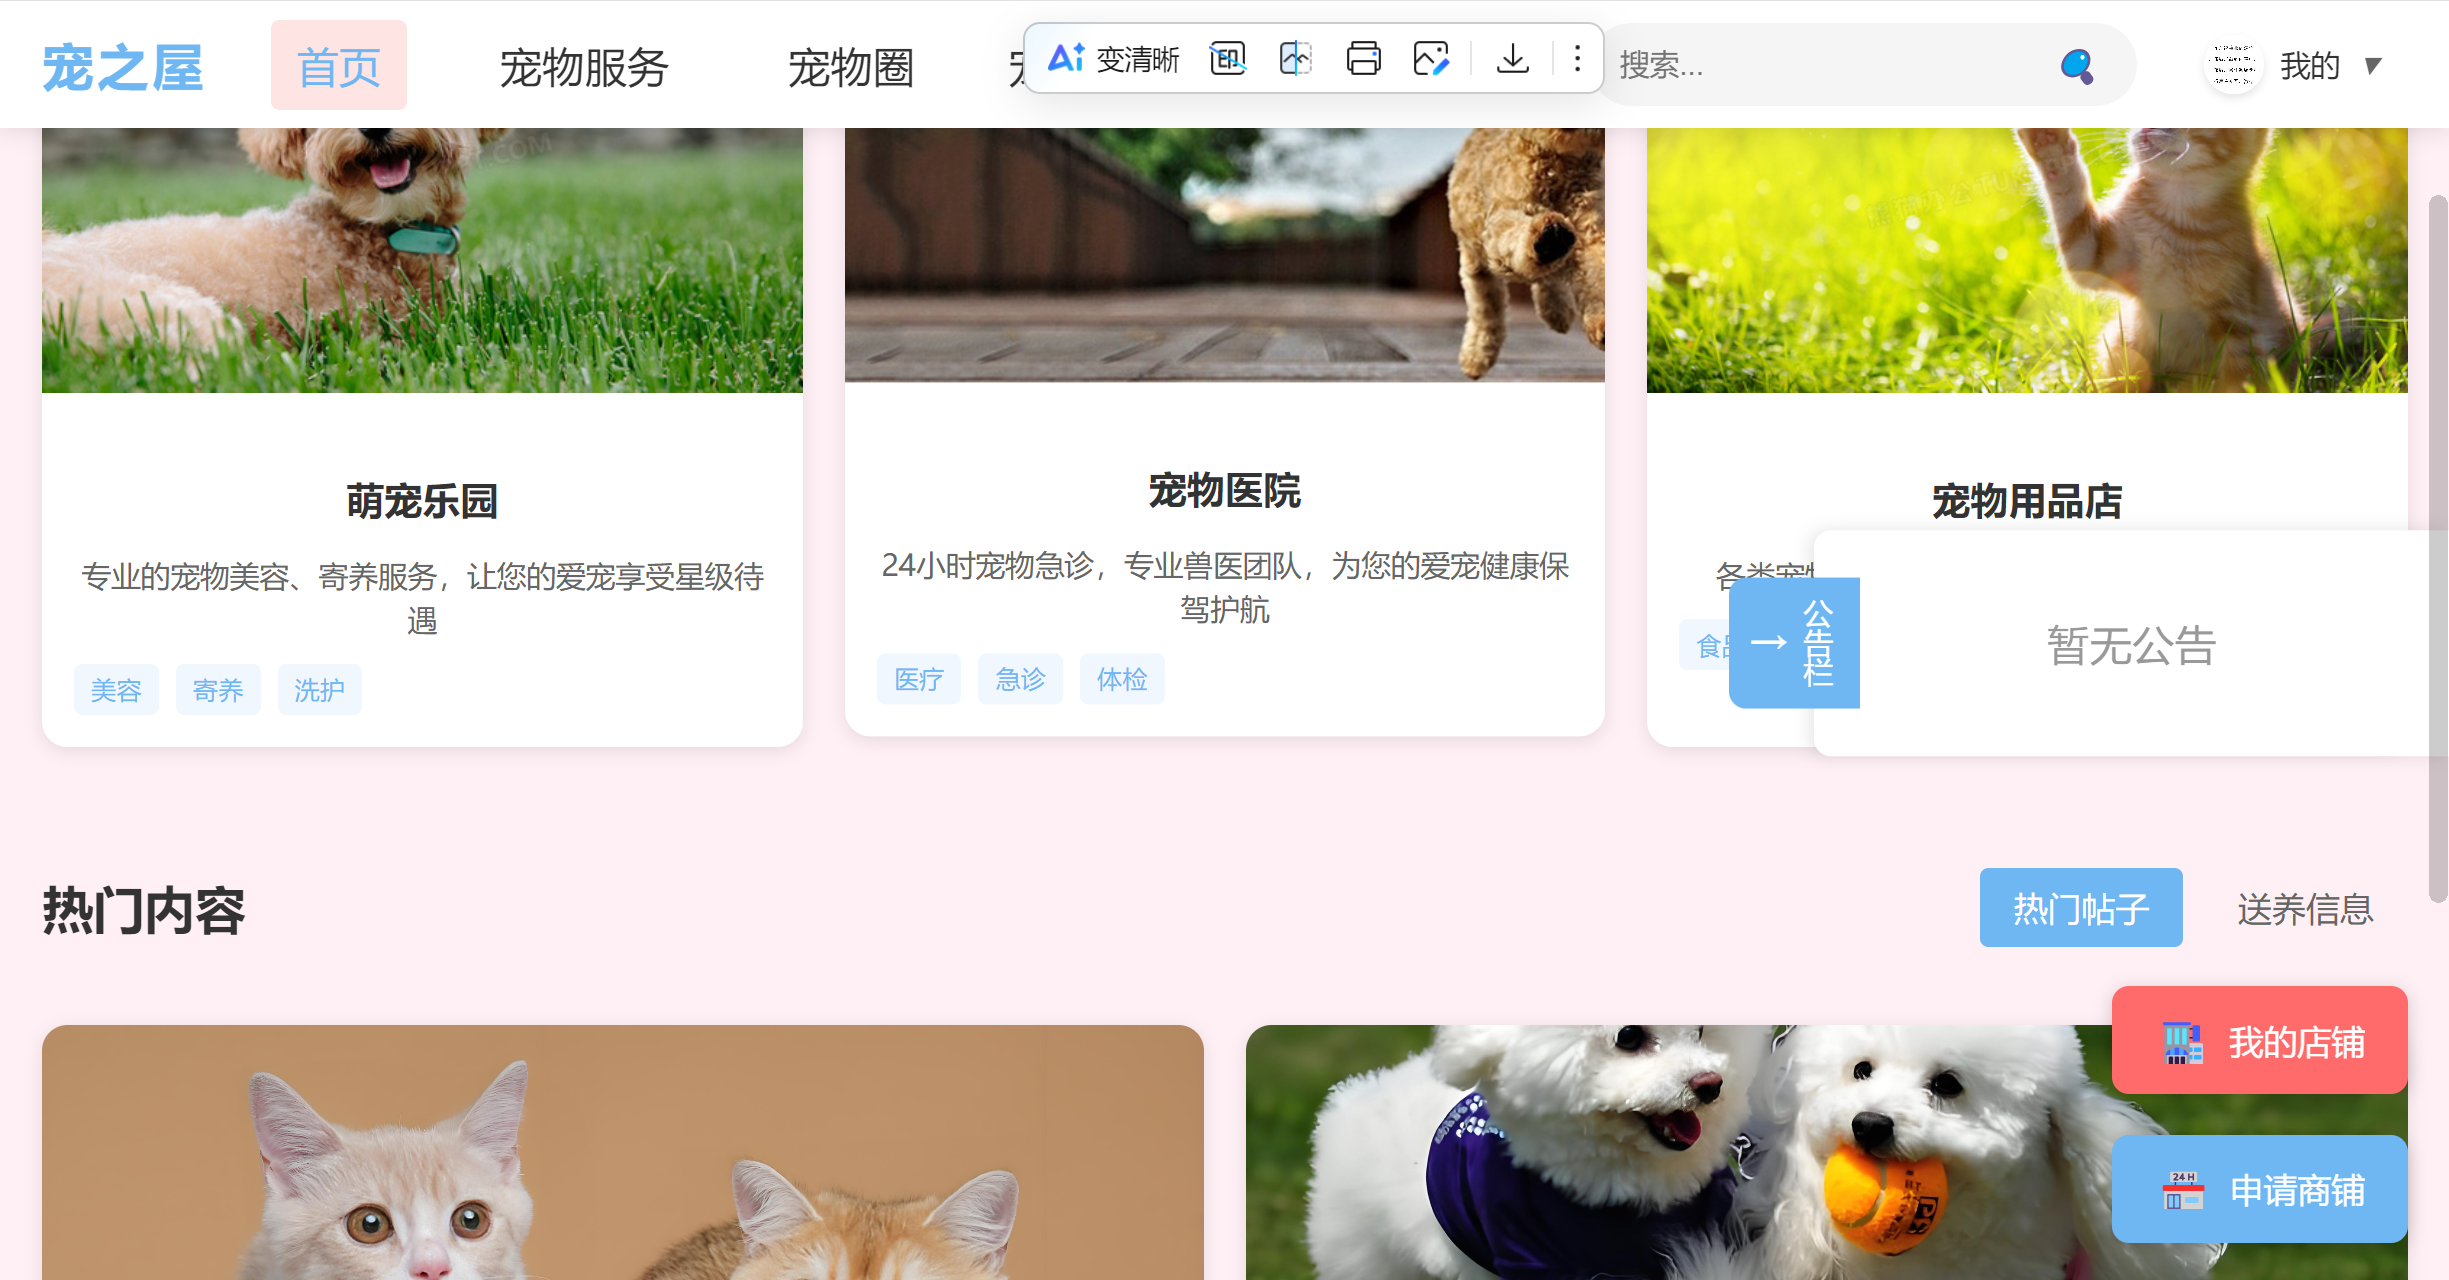 宠之屋
首页
宠物服务
宠物圈
变清晰
搜索...
我的
萌宠乐园
专业的宠物美容、寄养服务，让您的爱宠享受星级待
遇
美容
寄养
洗护
宠物医院
24小时宠物急诊，专业兽医团队，为您的爱宠健康保
驾护航
医疗
急诊
体检
宠物用品店
各类宠物
食品
公告栏
暂无公告
热门内容
热门帖子
送养信息
我的店铺
24 H
申请商铺